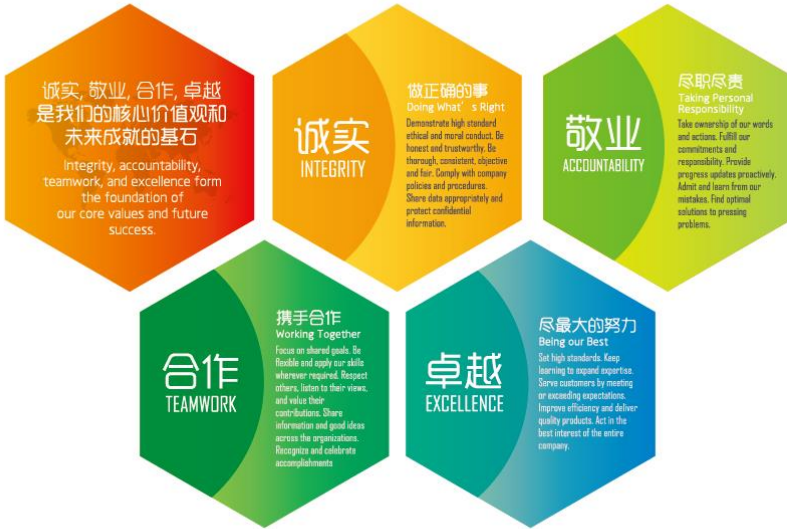 诚实, 敬业, 合作, 卓越
是我们的核心价值观和
未来成就的基石
Integrity, accountability,
teamwork, and excellence form
the foundation of
our core values and future
success.
诚实
INTEGRITY
做正确的事
Doing What's Right
Demonstrate high standard
ethical and moral conduct. Be
honest and trustworthy. Be
thorough, consistent, objective
and fair. Comply with company
policies and procedures.
Share data appropriately and
protect confidential
information.
敬业
ACCOUNTABILITY
尽职尽责
Taking Personal
Responsibility
Take ownership of our words
and actions. Fulfill our
commitments and
responsibility. Provide
progress updates proactively.
Admit and learn from our
mistakes. Find optimal
solutions to pressing
problems.
合作
TEAMWORK
携手合作
Working Together
Focus on shared goals. Be
flexible and apply our skills
wherever required. Respect
others, listen to their views,
and value their
contributions. Share
information and good ideas
across the organizations.
Recognize and celebrate
accomplishments
卓越
EXCELLENCE
尽最大的努力
Being our Best
Set high standards. Keep
learning to expand expertise.
Serve customers by meeting
or exceeding expectations.
Improve efficiency and deliver
quality products. Act in the
best interest of the entire
company.